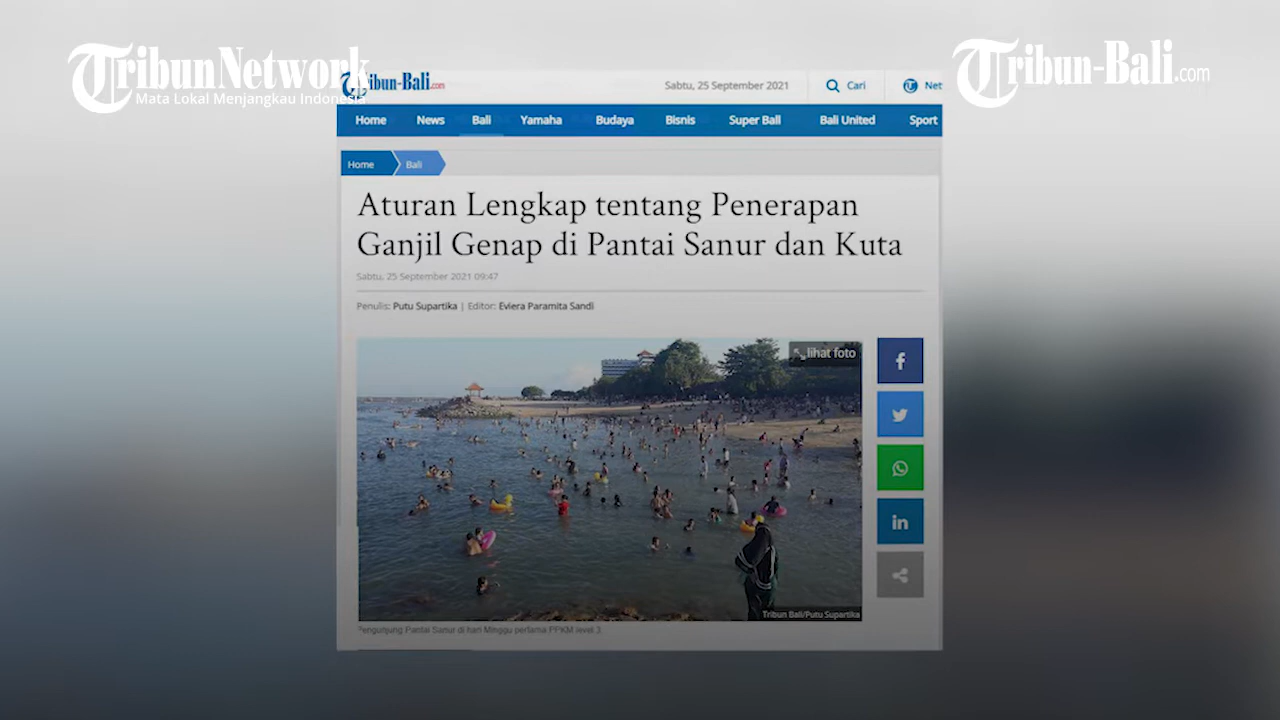 Tribun Network
Mata Lokal Menjangkau Indonesia
Tribun-Bali.com
Tribun-Bali.com
Sabtu, 25 September 2021
Cari
Net
Home News Bali Yamaha Budaya Bisnis Super Ball Bali United Sport
Home Bali
Aturan Lengkap tentang Penerapan
Ganjil Genap di Pantai Sanur dan Kuta
Sabtu, 25 September 2021 09:47
Penulis: Putu Supartika | Editor: Eviera Paramita Sandi
lihat foto
Tribun Bali/Putu Supartika
Pengunjung Pantai Sanur di hari Minggu pertama PPKM level 3.